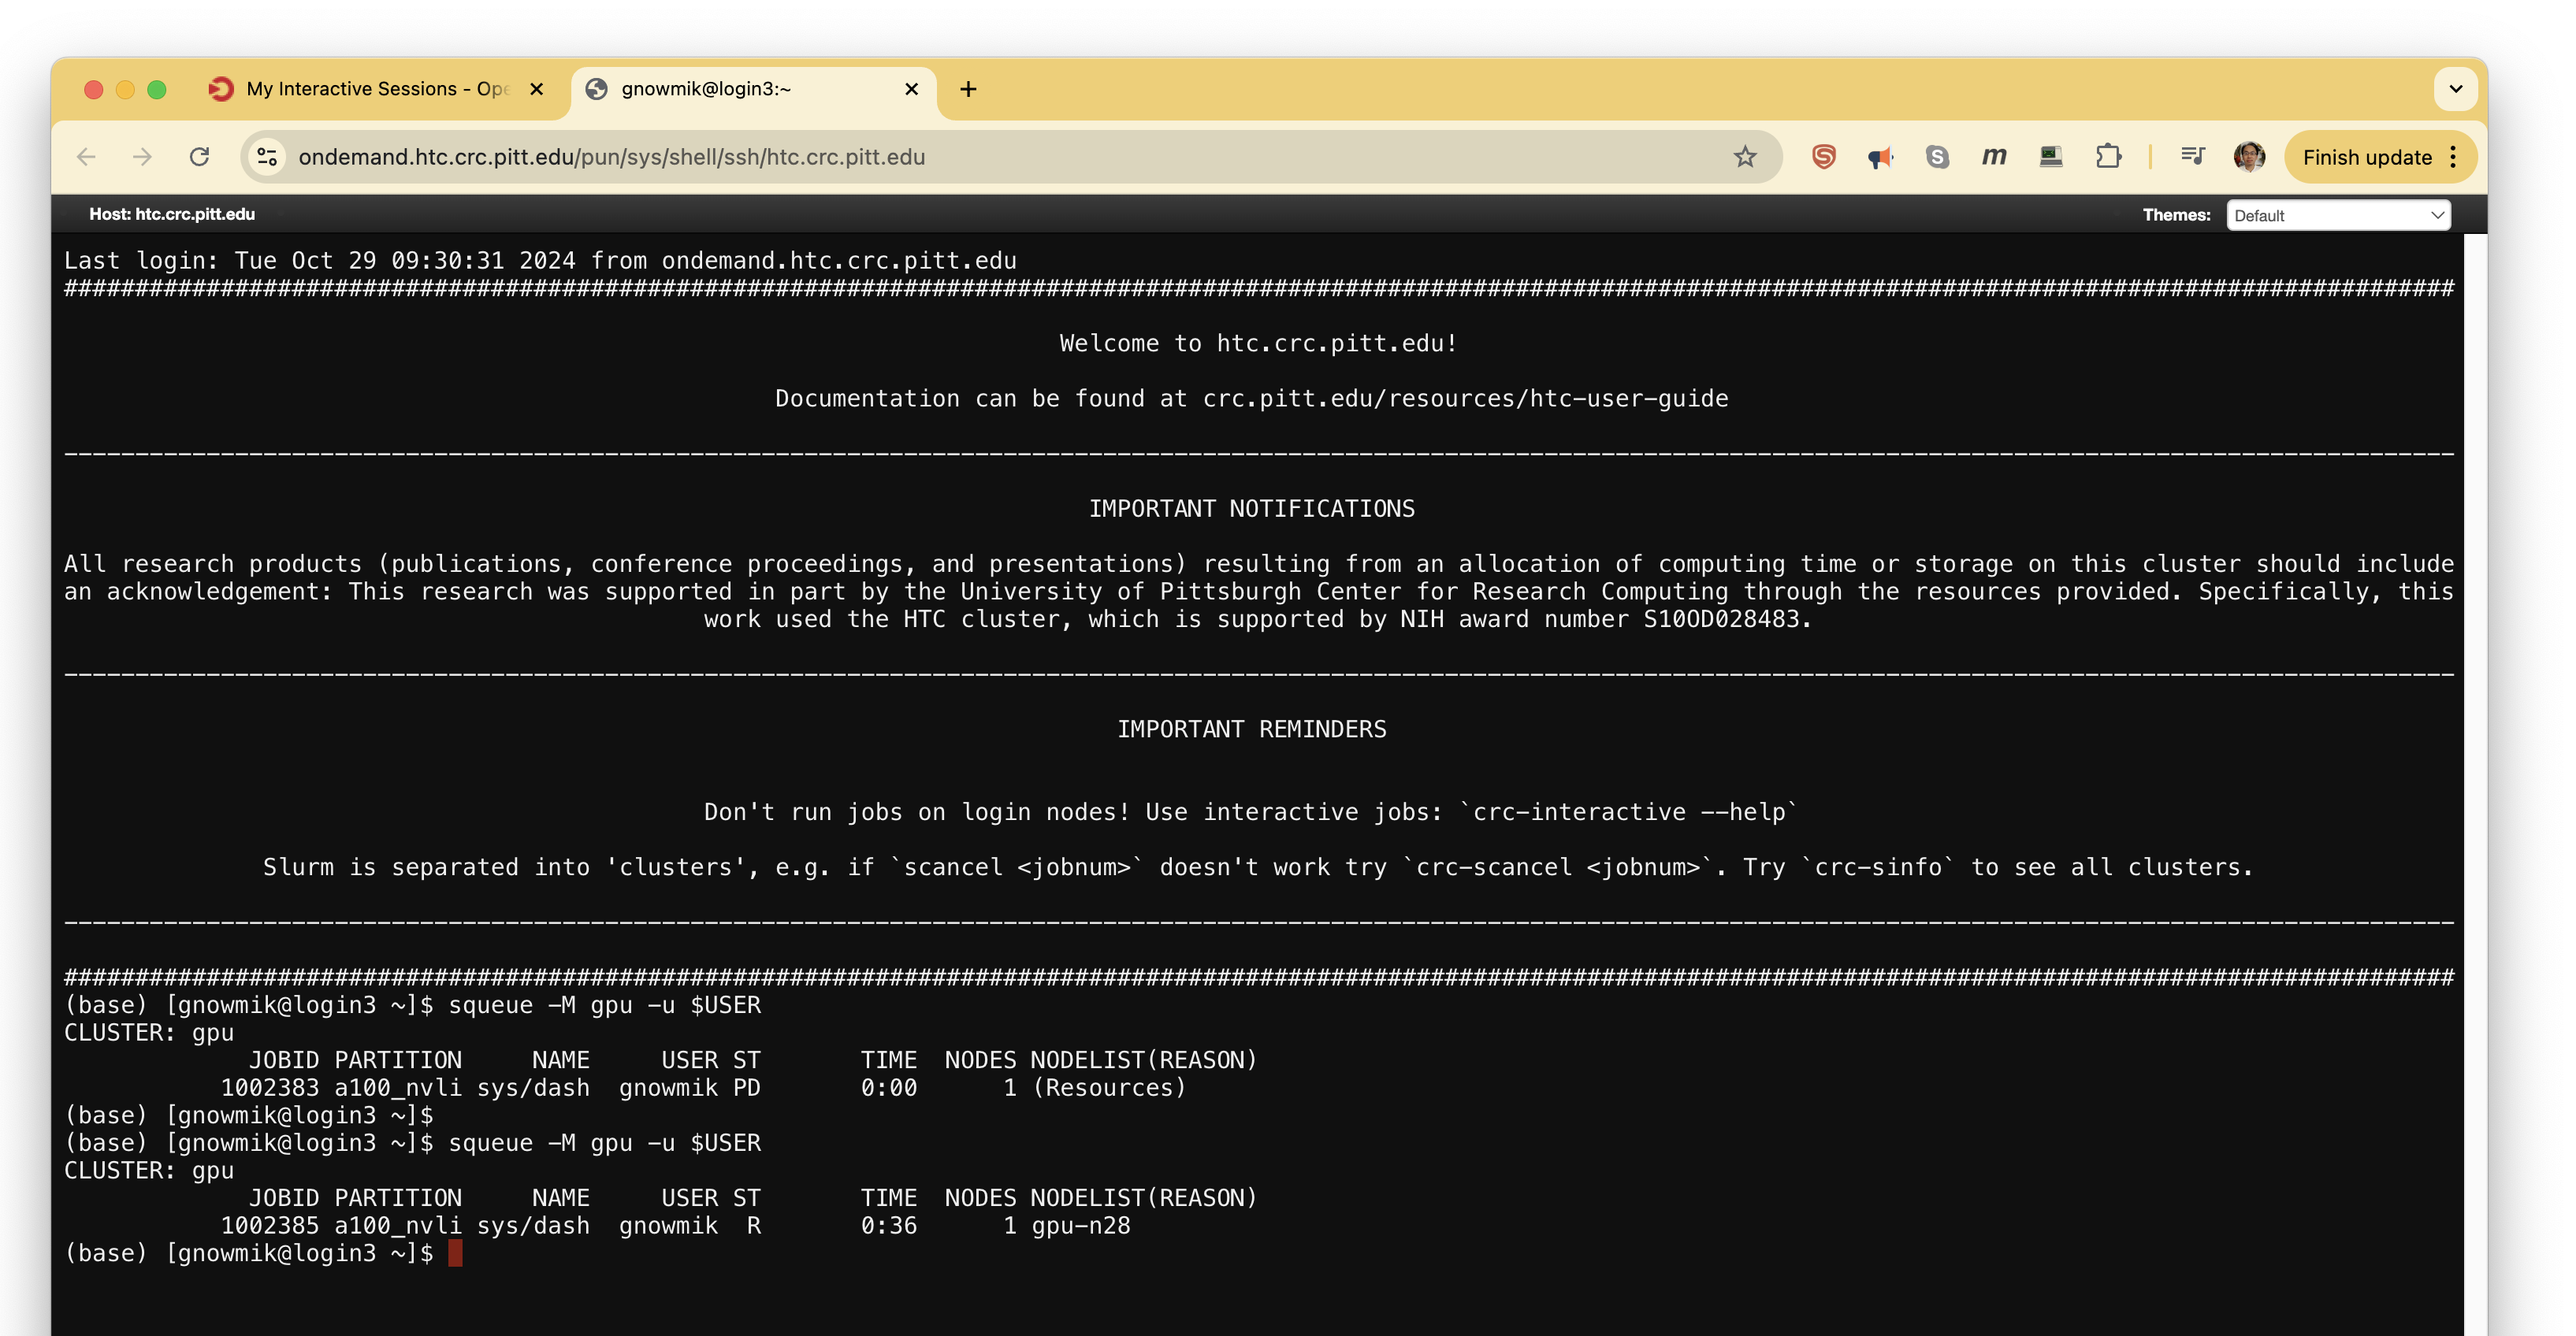 My Interactive Sessions - Ope
gnowmik@login3:~
ondemand.htc.crc.pitt.edu/pun/sys/shell/ssh/htc.crc.pitt.edu
Finish update
Host: htc.crc.pitt.edu
Themes: Default
Last login: Tue Oct 29 09:30:31 2024 from ondemand.htc.crc.pitt.edu
########################################################################################################################################################################
Welcome to htc.crc.pitt.edu!
Documentation can be found at crc.pitt.edu/resources/htc-user-guide
------------------------------------------------------------------------------------------------------------------------------------------------------------------------
IMPORTANT NOTIFICATIONS
All research products (publications, conference proceedings, and presentations) resulting from an allocation of computing time or storage on this cluster should include
an acknowledgement: This research was supported in part by the University of Pittsburgh Center for Research Computing through the resources provided. Specifically, this
work used the HTC cluster, which is supported by NIH award number S10OD028483.
------------------------------------------------------------------------------------------------------------------------------------------------------------------------
IMPORTANT REMINDERS
Don't run jobs on login nodes! Use interactive jobs: `crc-interactive --help`
Slurm is separated into 'clusters', e.g. if `scancel <jobnum>` doesn't work try `crc-scancel <jobnum>`. Try `crc-sinfo` to see all clusters.
------------------------------------------------------------------------------------------------------------------------------------------------------------------------
########################################################################################################################################################################
(base) [gnowmik@login3 ~]$ squeue -M gpu -u $USER
CLUSTER: gpu
JOBID PARTITION     NAME     USER ST       TIME  NODES NODELIST(REASON)
1002383 a100_nvli sys/dash  gnowmik PD       0:00      1 (Resources)
(base) [gnowmik@login3 ~]$
(base) [gnowmik@login3 ~]$ squeue -M gpu -u $USER
CLUSTER: gpu
JOBID PARTITION     NAME     USER ST       TIME  NODES NODELIST(REASON)
1002385 a100_nvli sys/dash  gnowmik  R       0:36      1 gpu-n28
(base) [gnowmik@login3 ~]$